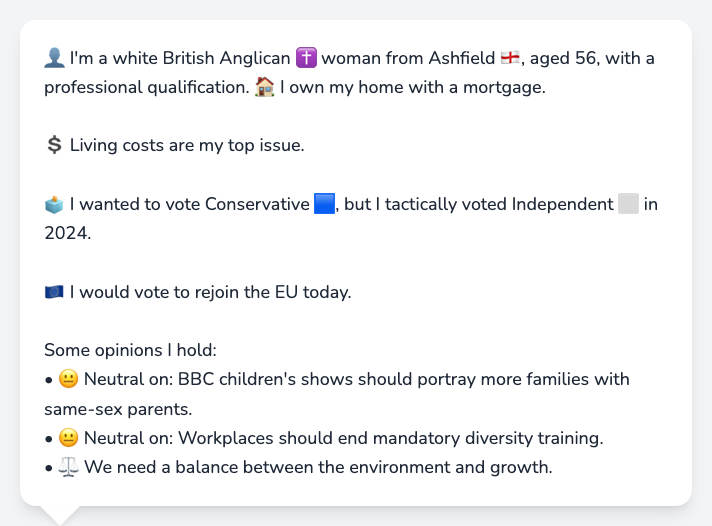 👤 I'm a white British Anglican ✝️ woman from Ashfield 🏴󠁧󠁢󠁥󠁮󠁧󠁿, aged 56, with a
professional qualification. 🏠 I own my home with a mortgage.
💲 Living costs are my top issue.
🗳️ I wanted to vote Conservative 🟦, but I tactically voted Independent ⬜ in
2024.
🇪🇺 I would vote to rejoin the EU today.
Some opinions I hold:
• 😐 Neutral on: BBC children's shows should portray more families with
same-sex parents.
• 😐 Neutral on: Workplaces should end mandatory diversity training.
• ⚖️ We need a balance between the environment and growth.